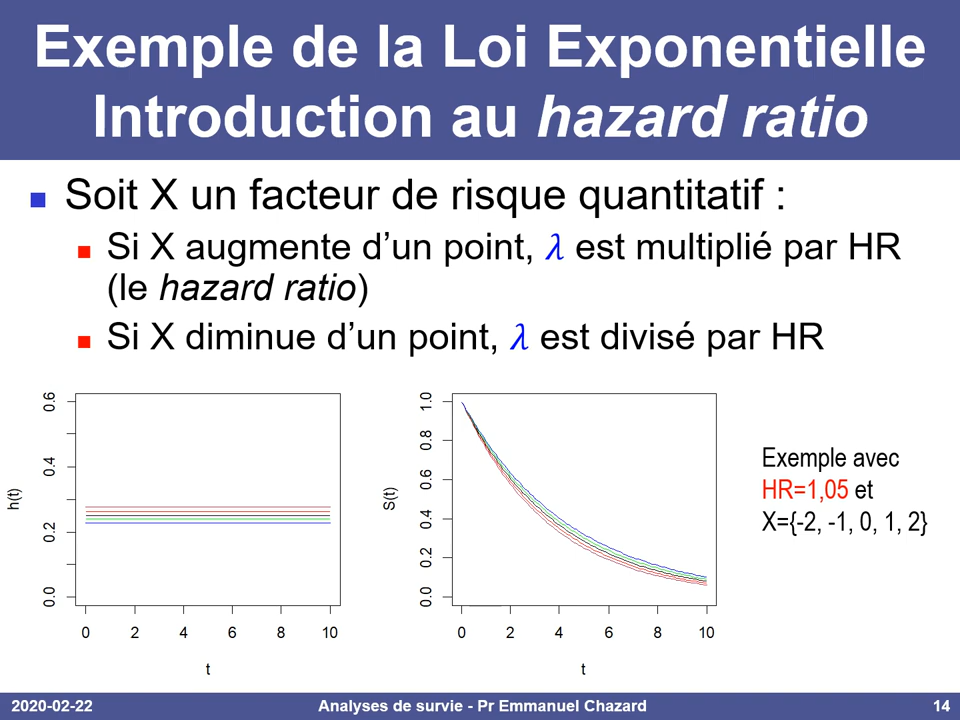 Exemple de la Loi Exponentielle
Introduction au hazard ratio
Soit X un facteur de risque quantitatif :
Si X augmente d’un point, λ est multiplié par HR
(le hazard ratio)
Si X diminue d’un point, λ est divisé par HR
h(t)
0.6
0.4
0.2
0.0
0 2 4 6 8 10
t
S(t)
1.0
0.8
0.6
0.4
0.2
0.0
0 2 4 6 8 10
t
Exemple avec
HR=1,05 et
X={-2, -1, 0, 1, 2}
2020-02-22 Analyses de survie - Pr Emmanuel Chazard 14